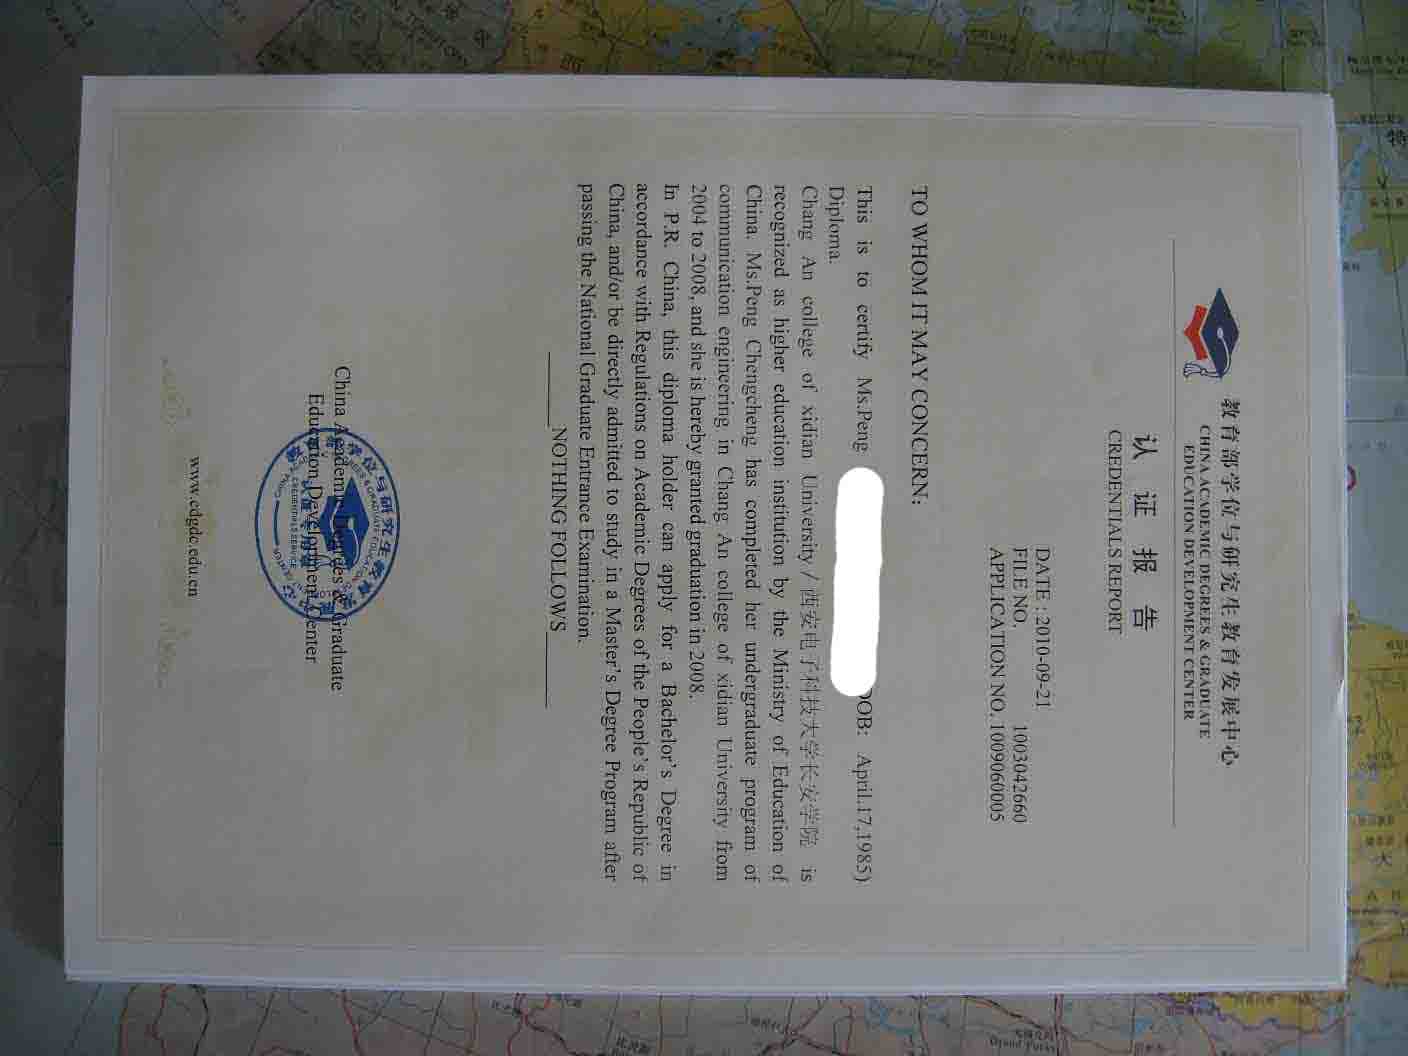 教育部学位与研究生教育发展中心
CHINA ACADEMIC DEGREES & GRADUATE
EDUCATION DEVELOPMENT CENTER
认证报告
CREDENTIALS REPORT
DATE :2010-09-21
FILE NO. 1003042660
APPLICATION NO. 1009060005
TO WHOM IT MAY CONCERN:
This is to certify Ms.Peng DOB: April.17,1985)
Diploma.
Chang An college of xidian University / 西安电子科技大学长安学院 is
recognized as higher education institution by the Ministry of Education of
China. Ms.Peng Chengcheng has completed her undergraduate program of
communication engineering in Chang An college of xidian University from
2004 to 2008, and she is hereby granted graduation in 2008.
In P.R. China, this diploma holder can apply for a Bachelor's Degree in
accordance with Regulations on Academic Degrees of the People's Republic of
China, and/or be directly admitted to study in a Master's Degree Program after
passing the National Graduate Entrance Examination.
NOTHING FOLLOWS
China Academic Degrees & Graduate
Education Development Center
www.cdgdc.edu.cn